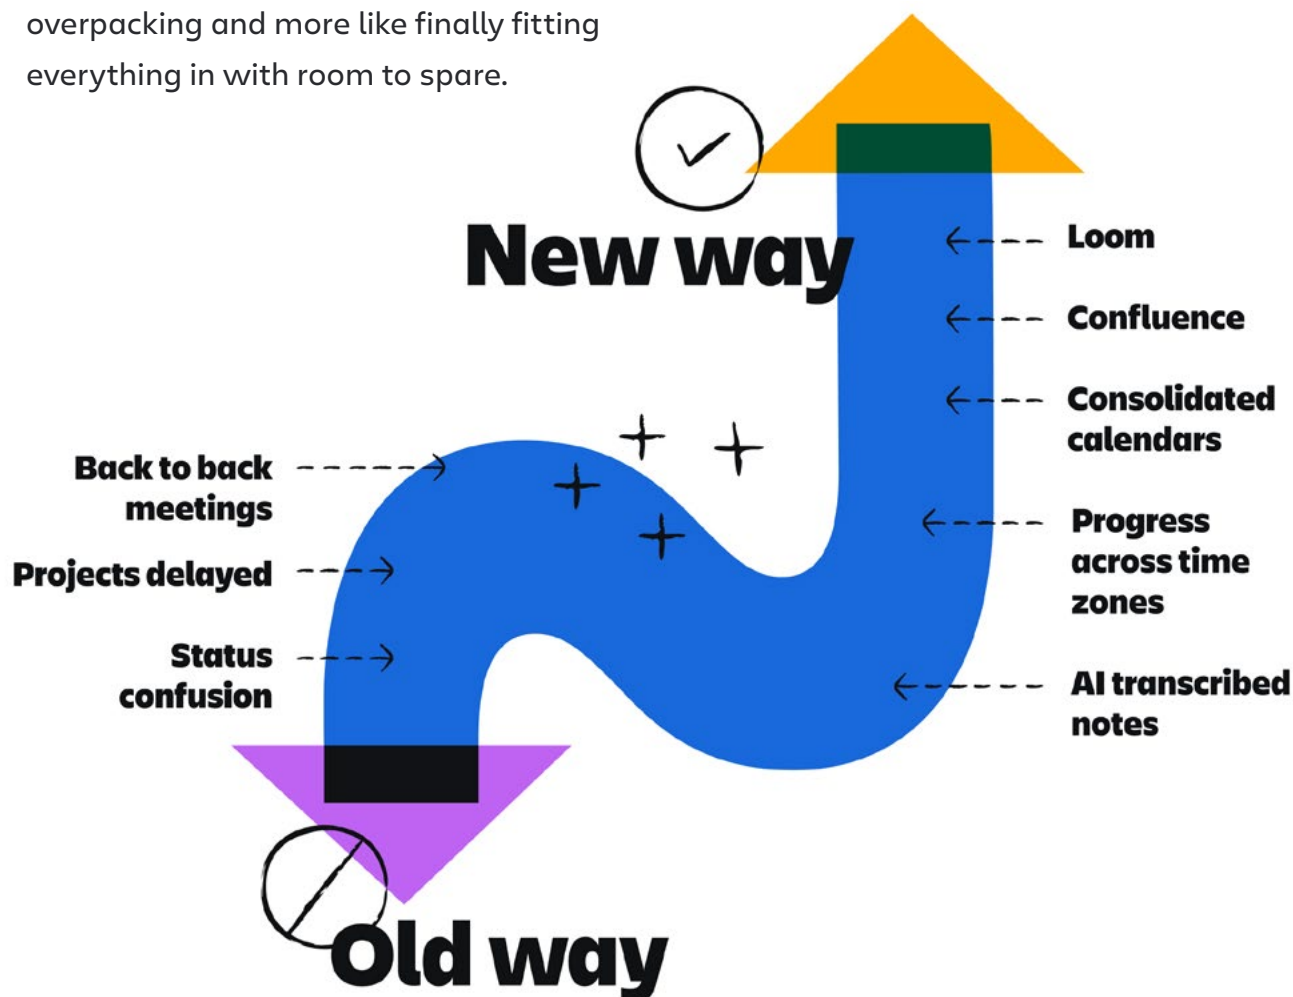 overpacking and more like finally fitting
everything in with room to spare.
New way
Loom
Confluence
Consolidated
calendars
Progress
across time
zones
AI transcribed
notes
Back to back
meetings
Projects delayed
Status
confusion
Old way